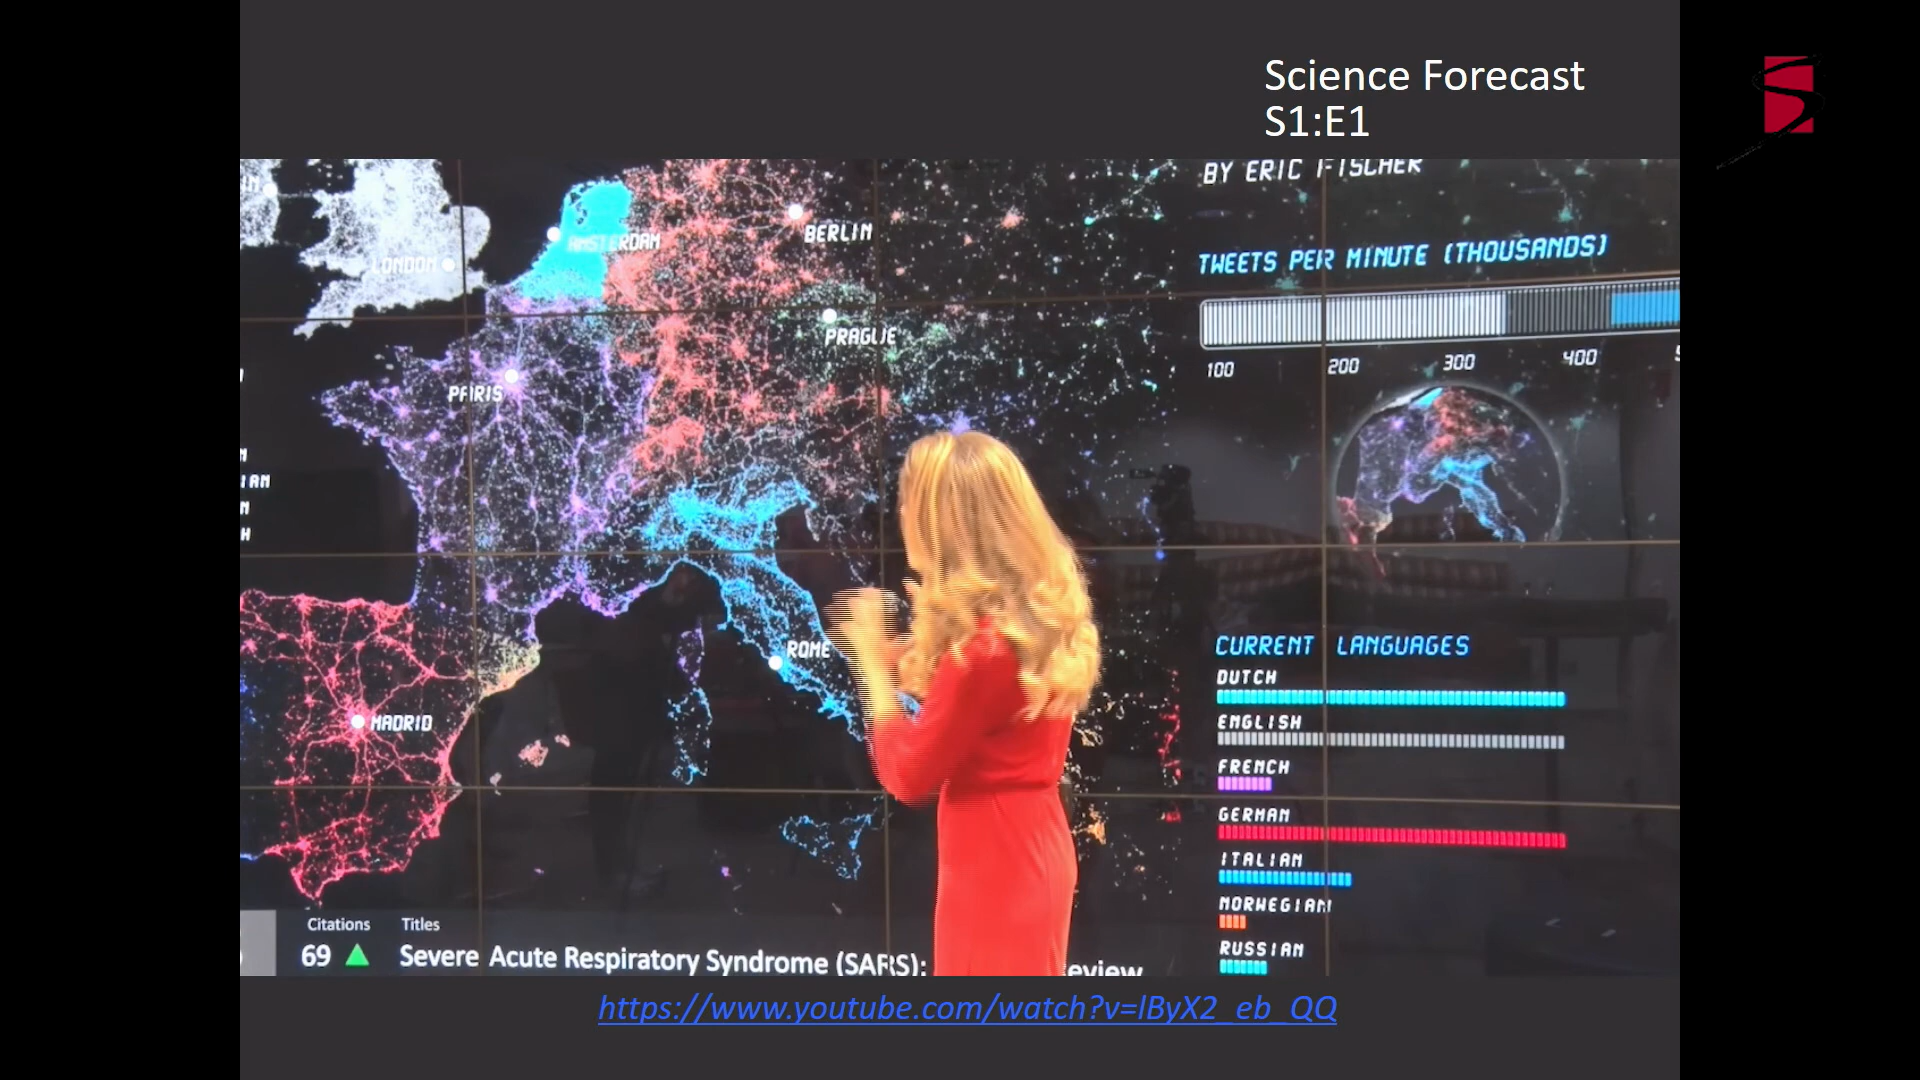 Science Forecast
S1:E1
BY ERIC FISCHER
TWEETS PER MINUTE (THOUSANDS)
100 200 300 400
AMSTERDAM
BERLIN
LONDON
PRAGUE
PARIS
ROME
MADRID
CURRENT LANGUAGES
DUTCH
ENGLISH
FRENCH
GERMAN
ITALIAN
NORWEGIAN
RUSSIAN
Citations Titles
69 Severe Acute Respiratory Syndrome (SARS):
https://www.youtube.com/watch?v=lByX2_eb_QQ